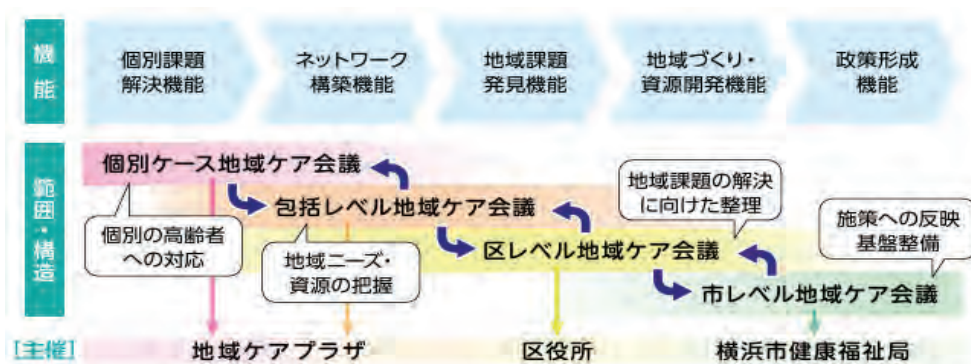 機能
個別課題
解決機能
ネットワーク
構築機能
地域課題
発見機能
地域づくり・
資源開発機能
政策形成
機能
範囲・構造
個別ケース地域ケア会議
個別の高齢者
への対応
包括レベル地域ケア会議
地域ニーズ・
資源の把握
区レベル地域ケア会議
地域課題の解決
に向けた整理
市レベル地域ケア会議
施策への反映
基盤整備
[主催]
地域ケアプラザ
区役所
横浜市健康福祉局